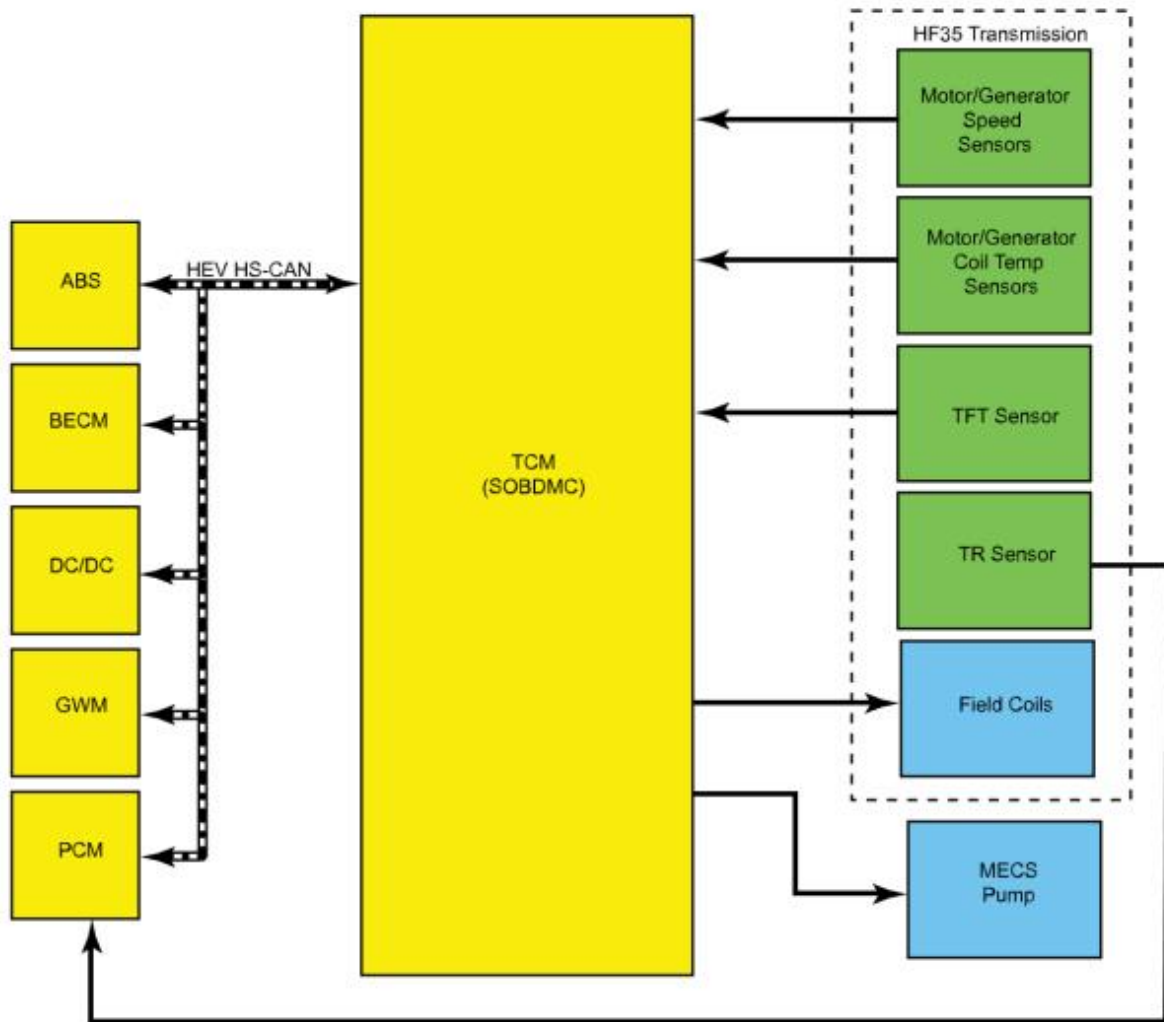 HF35 Transmission
Motor/Generator
Speed
Sensors
Motor/Generator
Coil Temp
Sensors
TFT Sensor
TR Sensor
Field Coils
MECS
Pump
TCM
(SOBDMC)
HEV HS-CAN
ABS
BECM
DC/DC
GWM
PCM